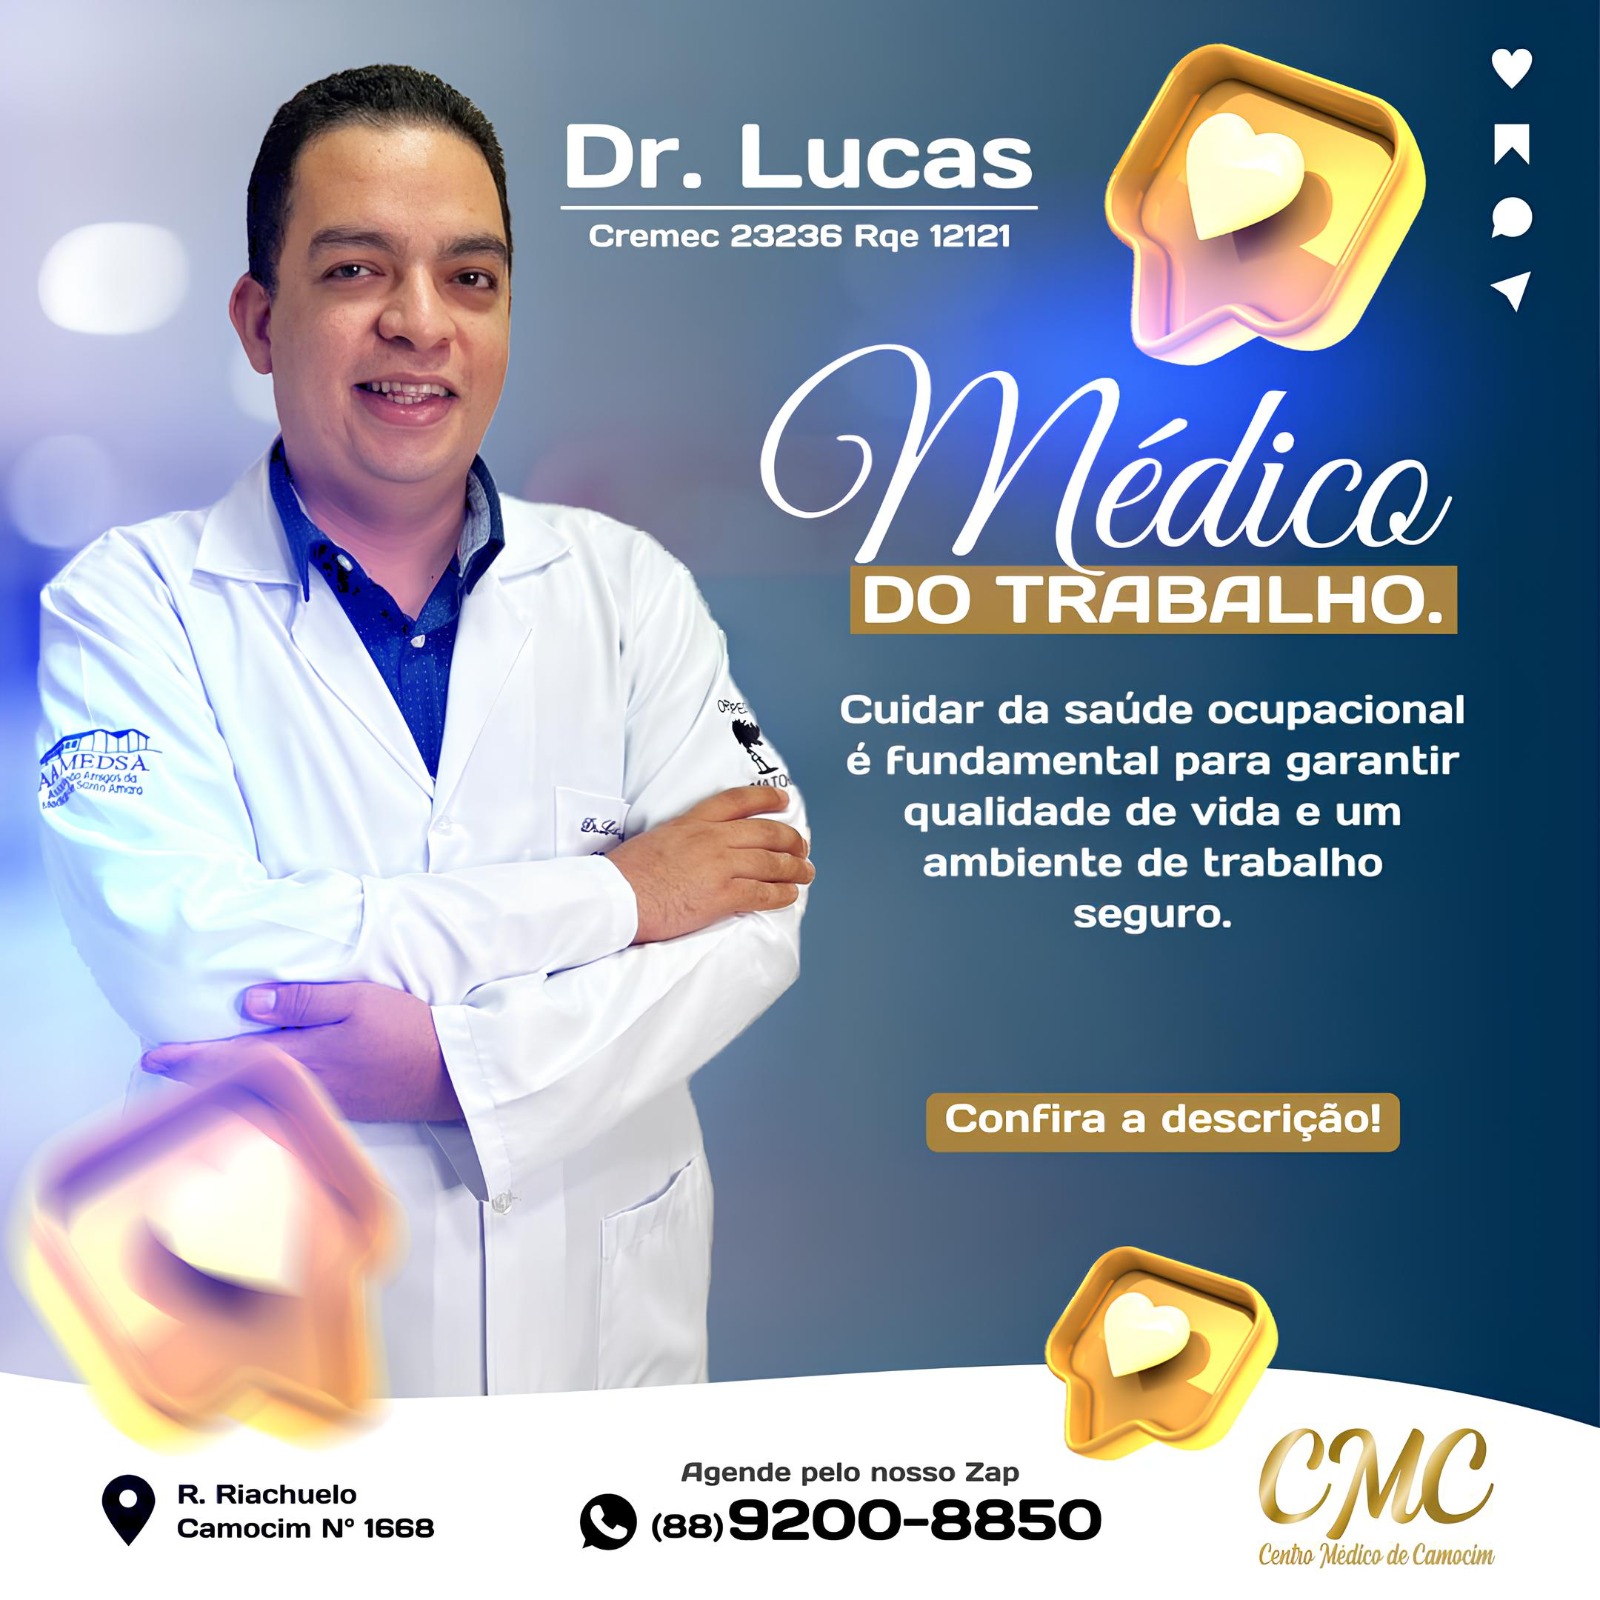 Dr. Lucas
Cremec 23236 Rqe 12121
Médico
DO TRABALHO.
Cuidar da saúde ocupacional
é fundamental para garantir
qualidade de vida e um
ambiente de trabalho
seguro.
AAMEDSA
Amigos da
Santo Amaro
Confira a descrição!
Agende pelo nosso Zap
(88) 9200-8850
R. Riachuelo
Camocim Nº 1668
CMC
Centro Médico de Camocim